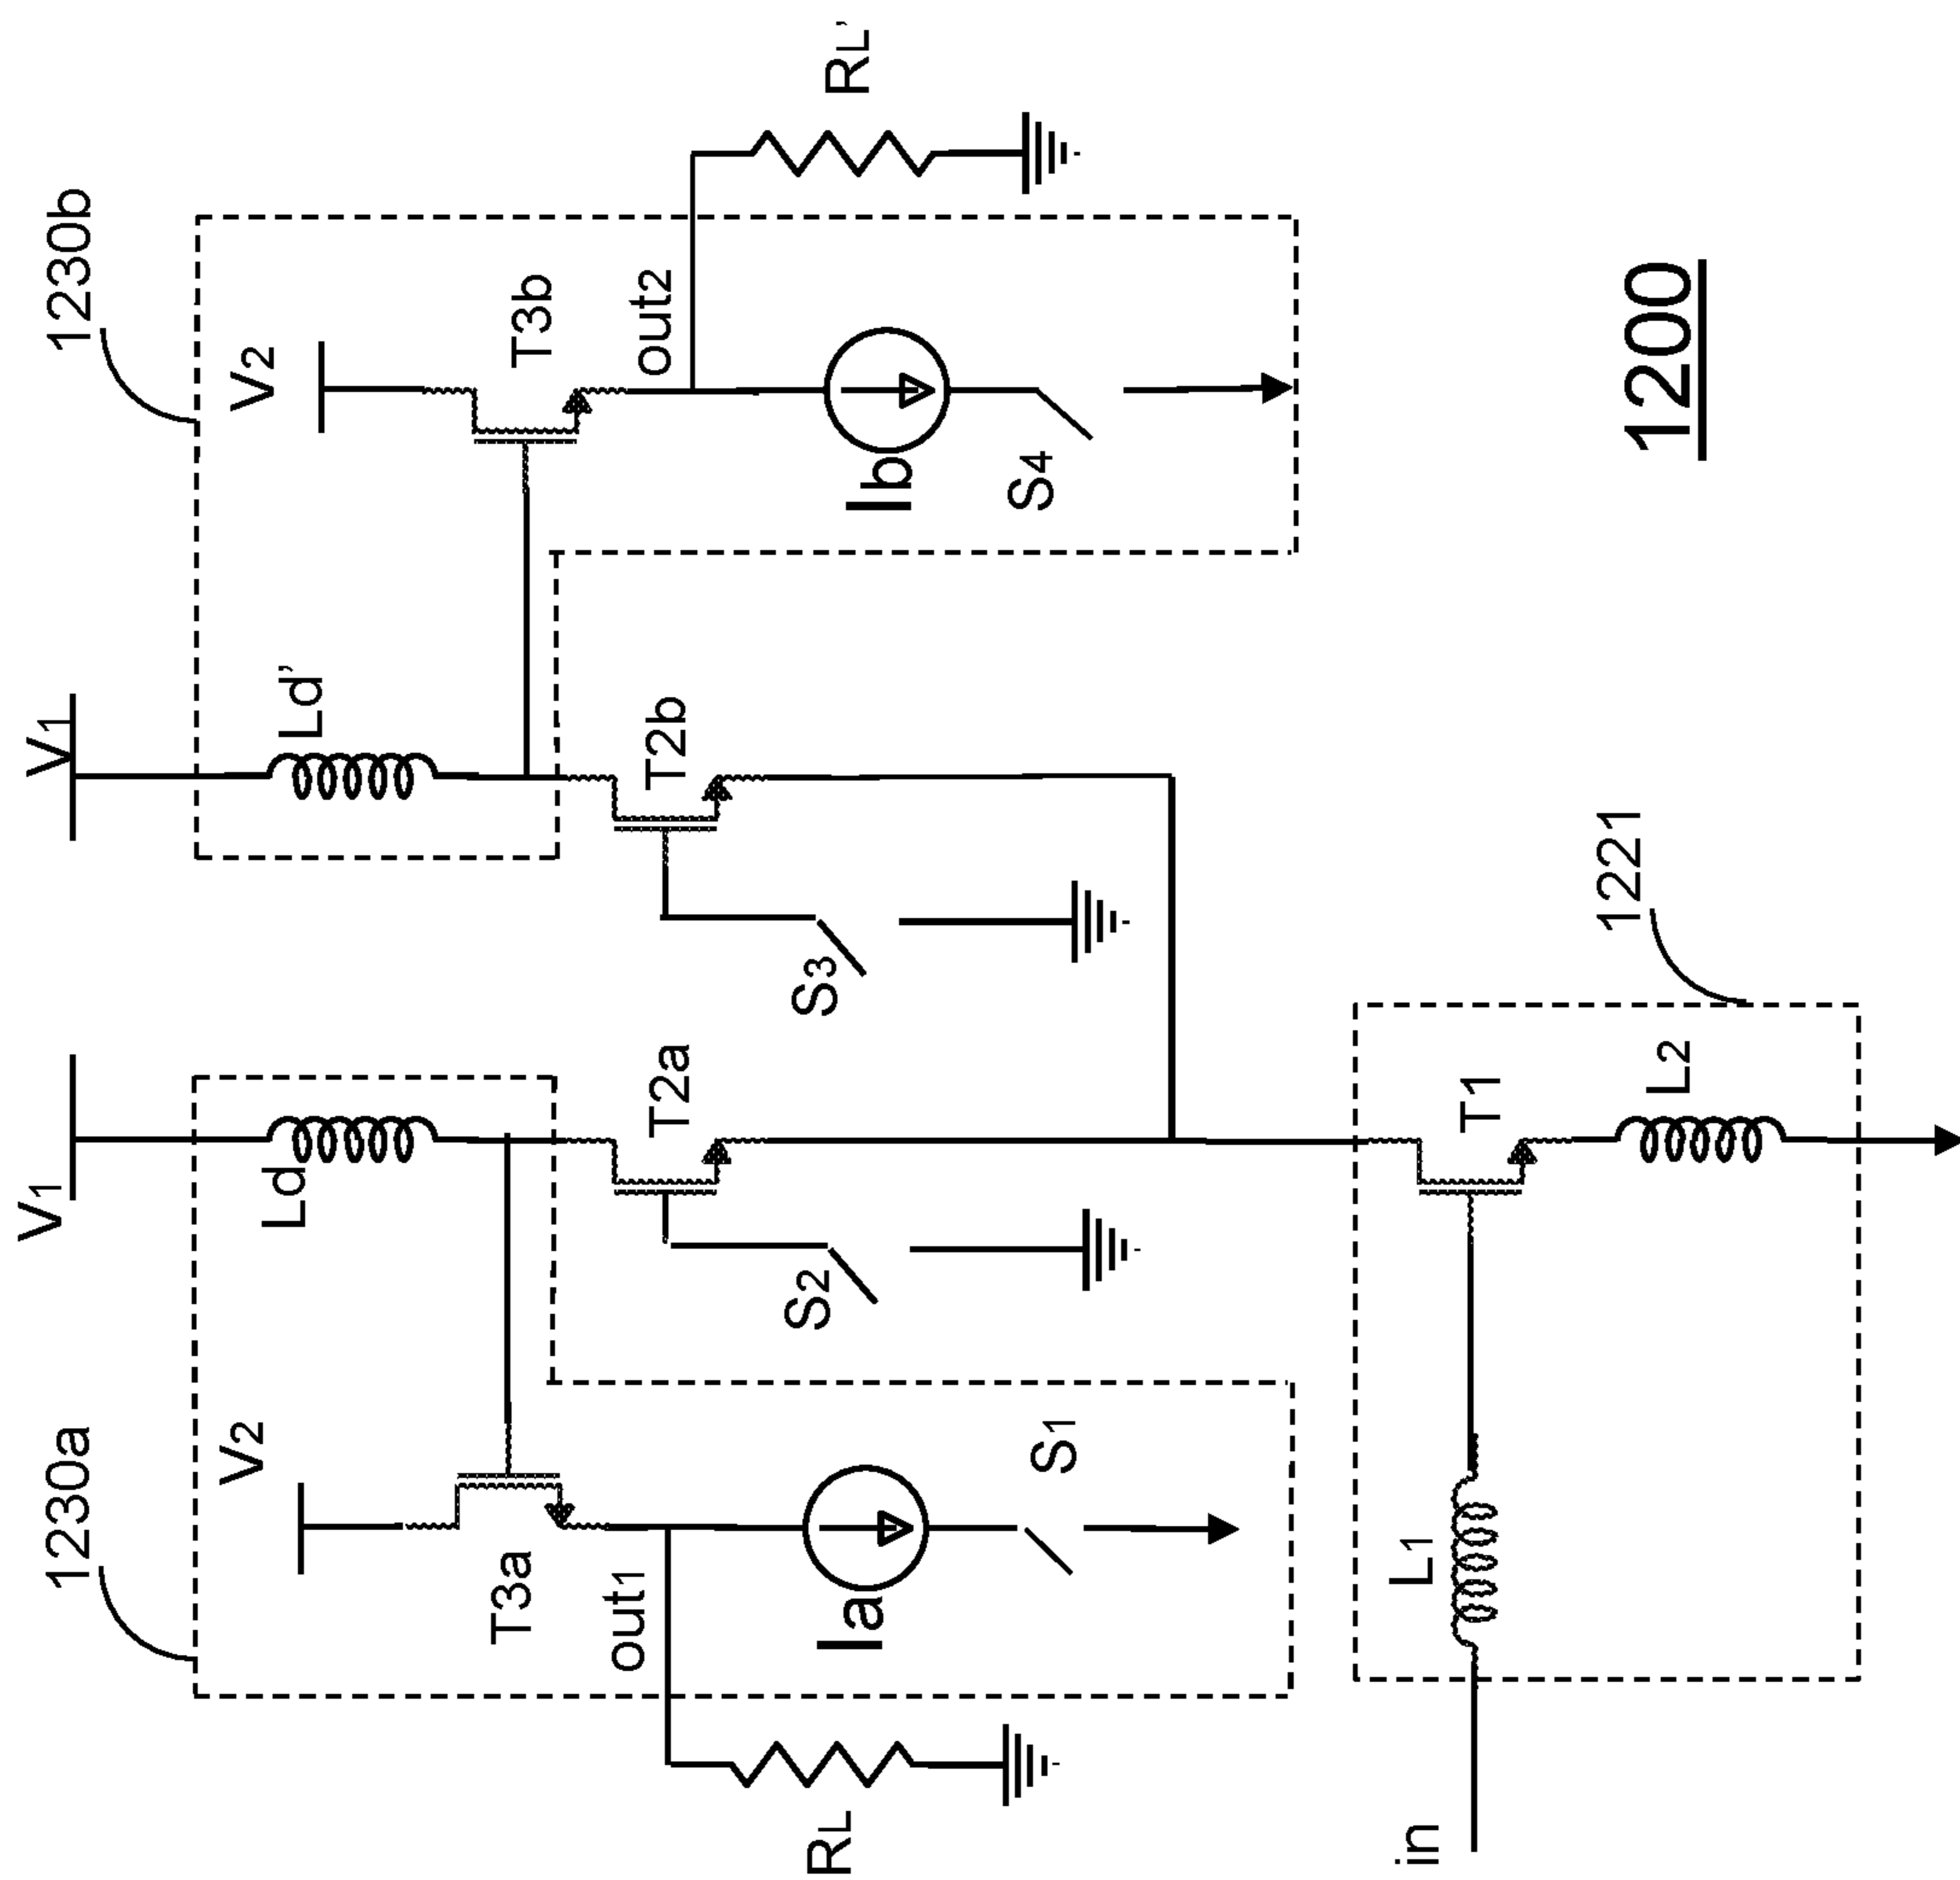 1230a
V1
V1
1230b
V2
Ld
Ld’
V2
T3a
T3b
out1
T2a
T2b
out2
RL
Ia
S2
S3
Ib
RL’
S1
S4
in
L1
T1
L2
1221
1200